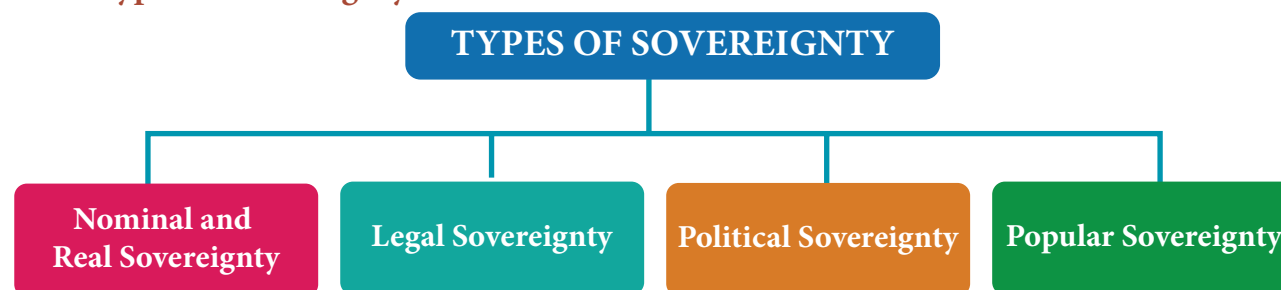 TYPES OF SOVEREIGNTY
Nominal and
Real Sovereignty
Legal Sovereignty
Political Sovereignty
Popular Sovereignty